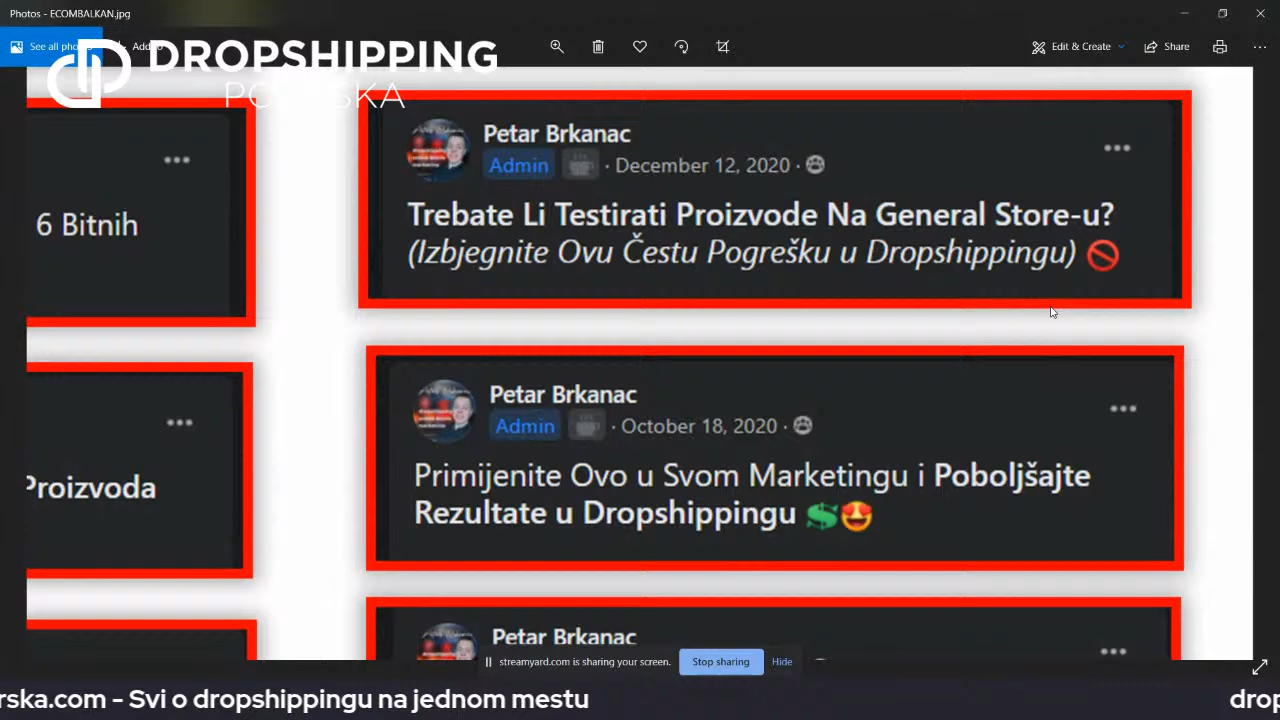 Photos - ECOMBALKAN.jpg
See all
Edit & Create
Share
DROPSHIPPING
6 Bitnih
Proizvoda
Petar Brkanac
Admin · December 12, 2020 ·
Trebate Li Testirati Proizvode Na General Store-u?
(Izbjegnite Ovu Čestu Pogrešku u Dropshippingu)
Petar Brkanac
Admin · October 18, 2020 ·
Primijenite Ovo u Svom Marketingu i Poboljšajte
Rezultate u Dropshippingu
Petar Brkanac
streamyard.com is sharing your screen.
Stop sharing
Hide
rska.com - Svi o dropshippingu na jednom mestu
drop